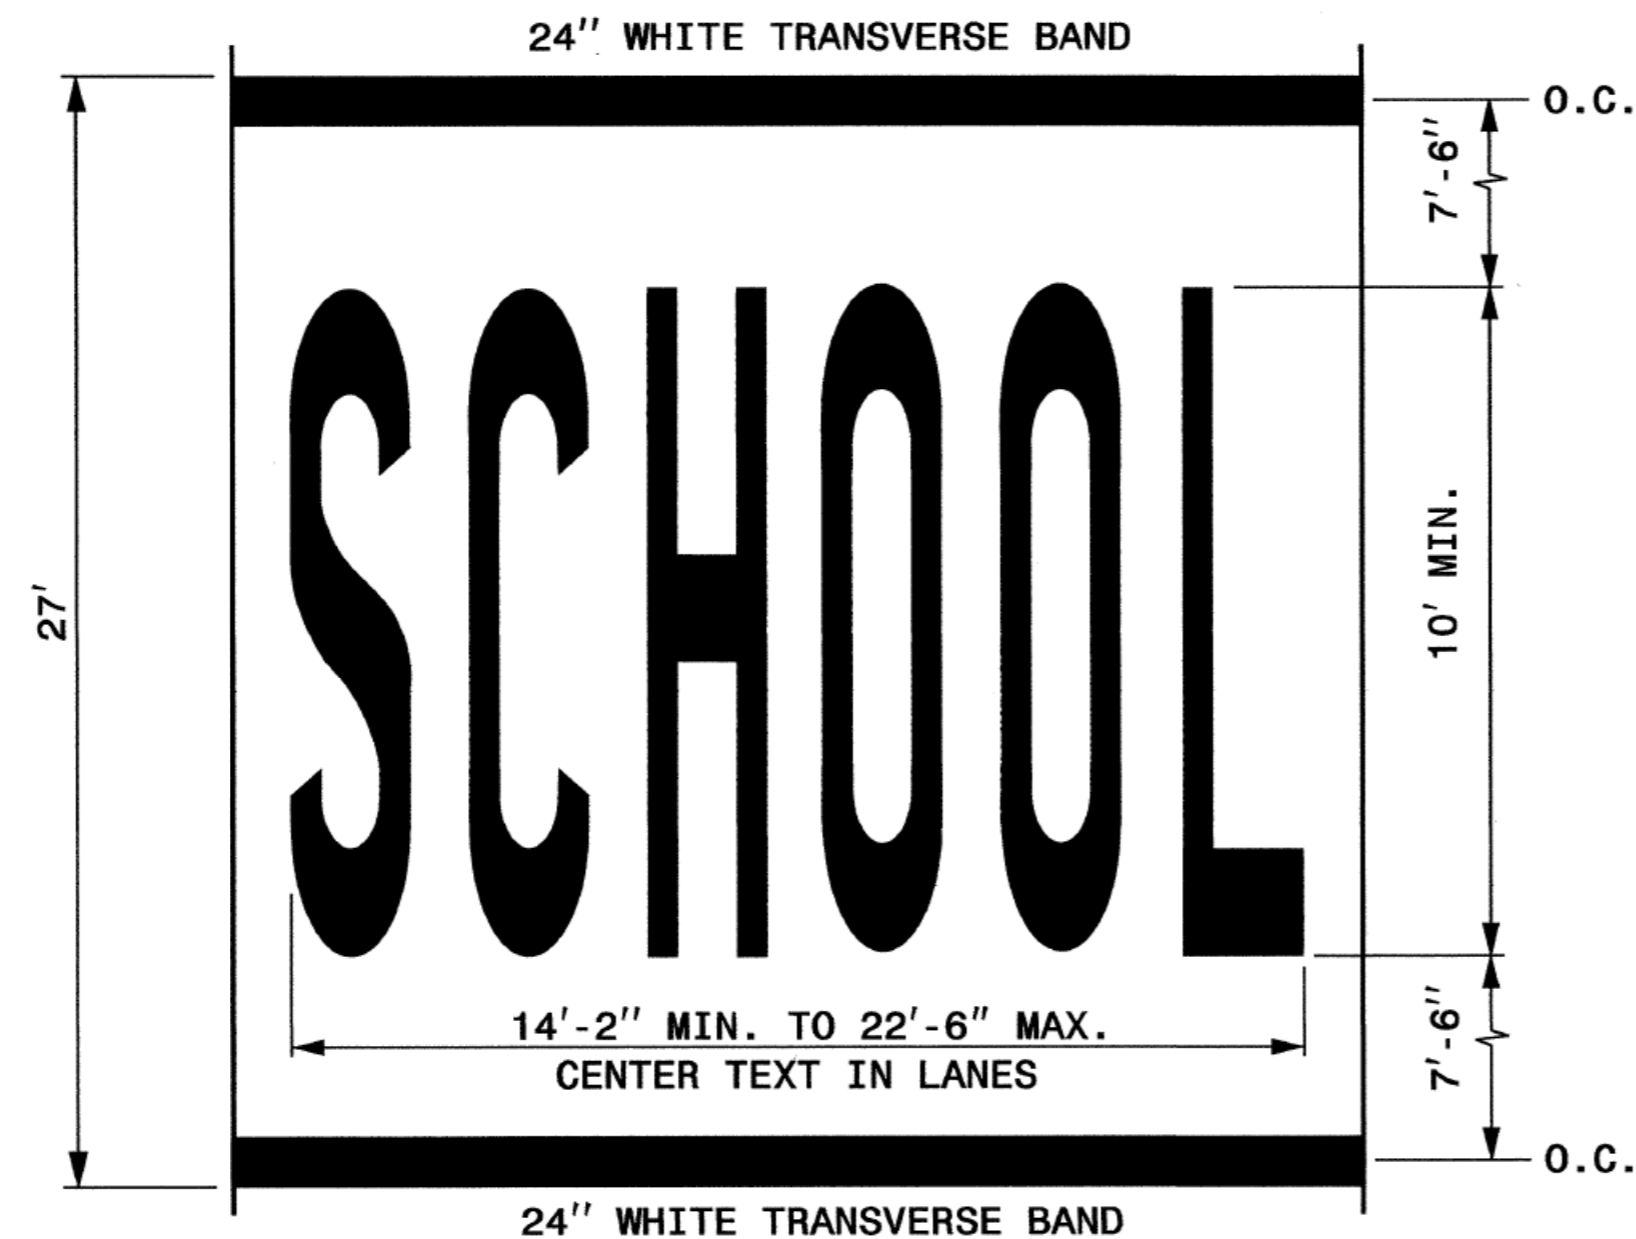 24" WHITE TRANSVERSE BAND
O.C.
7'-6"
SCHOOL
27'
10' MIN.
14'-2" MIN. TO 22'-6" MAX.
CENTER TEXT IN LANES
7'-6"
O.C.
24" WHITE TRANSVERSE BAND